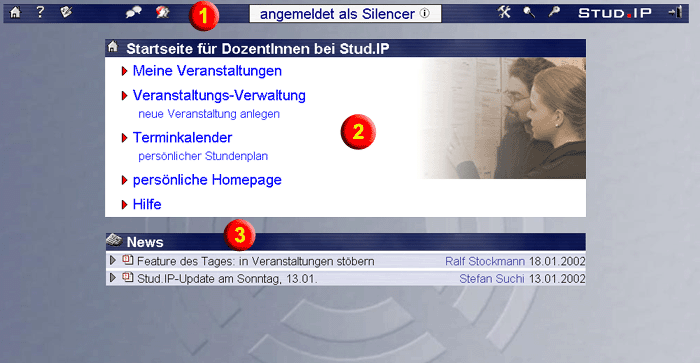 1
angemeldet als Silencer
STUD.IP
Startseite für DozentInnen bei Stud.IP
Meine Veranstaltungen
Veranstaltungs-Verwaltung
neue Veranstaltung anlegen
2
Terminkalender
persönlicher Stundenplan
persönliche Homepage
Hilfe
3
News
Feature des Tages: in Veranstaltungen stöbern Ralf Stockmann 18.01.2002
Stud.IP-Update am Sonntag, 13.01. Stefan Suchi 13.01.2002